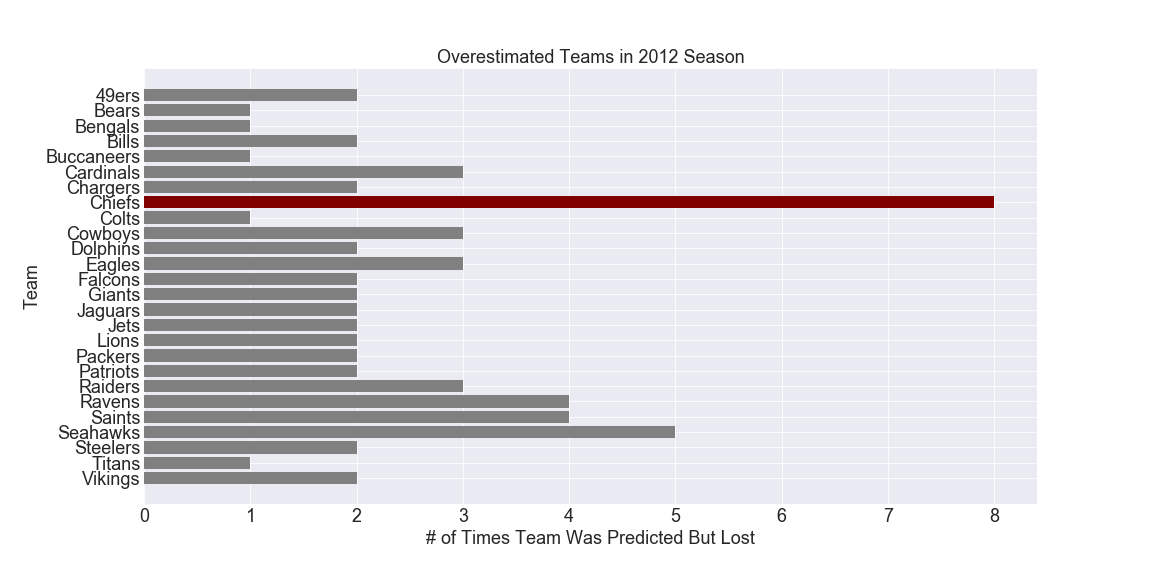 Overestimated Teams in 2012 Season
Team
49ers
Bears
Bengals
Bills
Buccaneers
Cardinals
Chargers
Chiefs
Colts
Cowboys
Dolphins
Eagles
Falcons
Giants
Jaguars
Jets
Lions
Packers
Patriots
Raiders
Ravens
Saints
Seahawks
Steelers
Titans
Vikings
0 1 2 3 4 5 6 7 8
# of Times Team Was Predicted But Lost